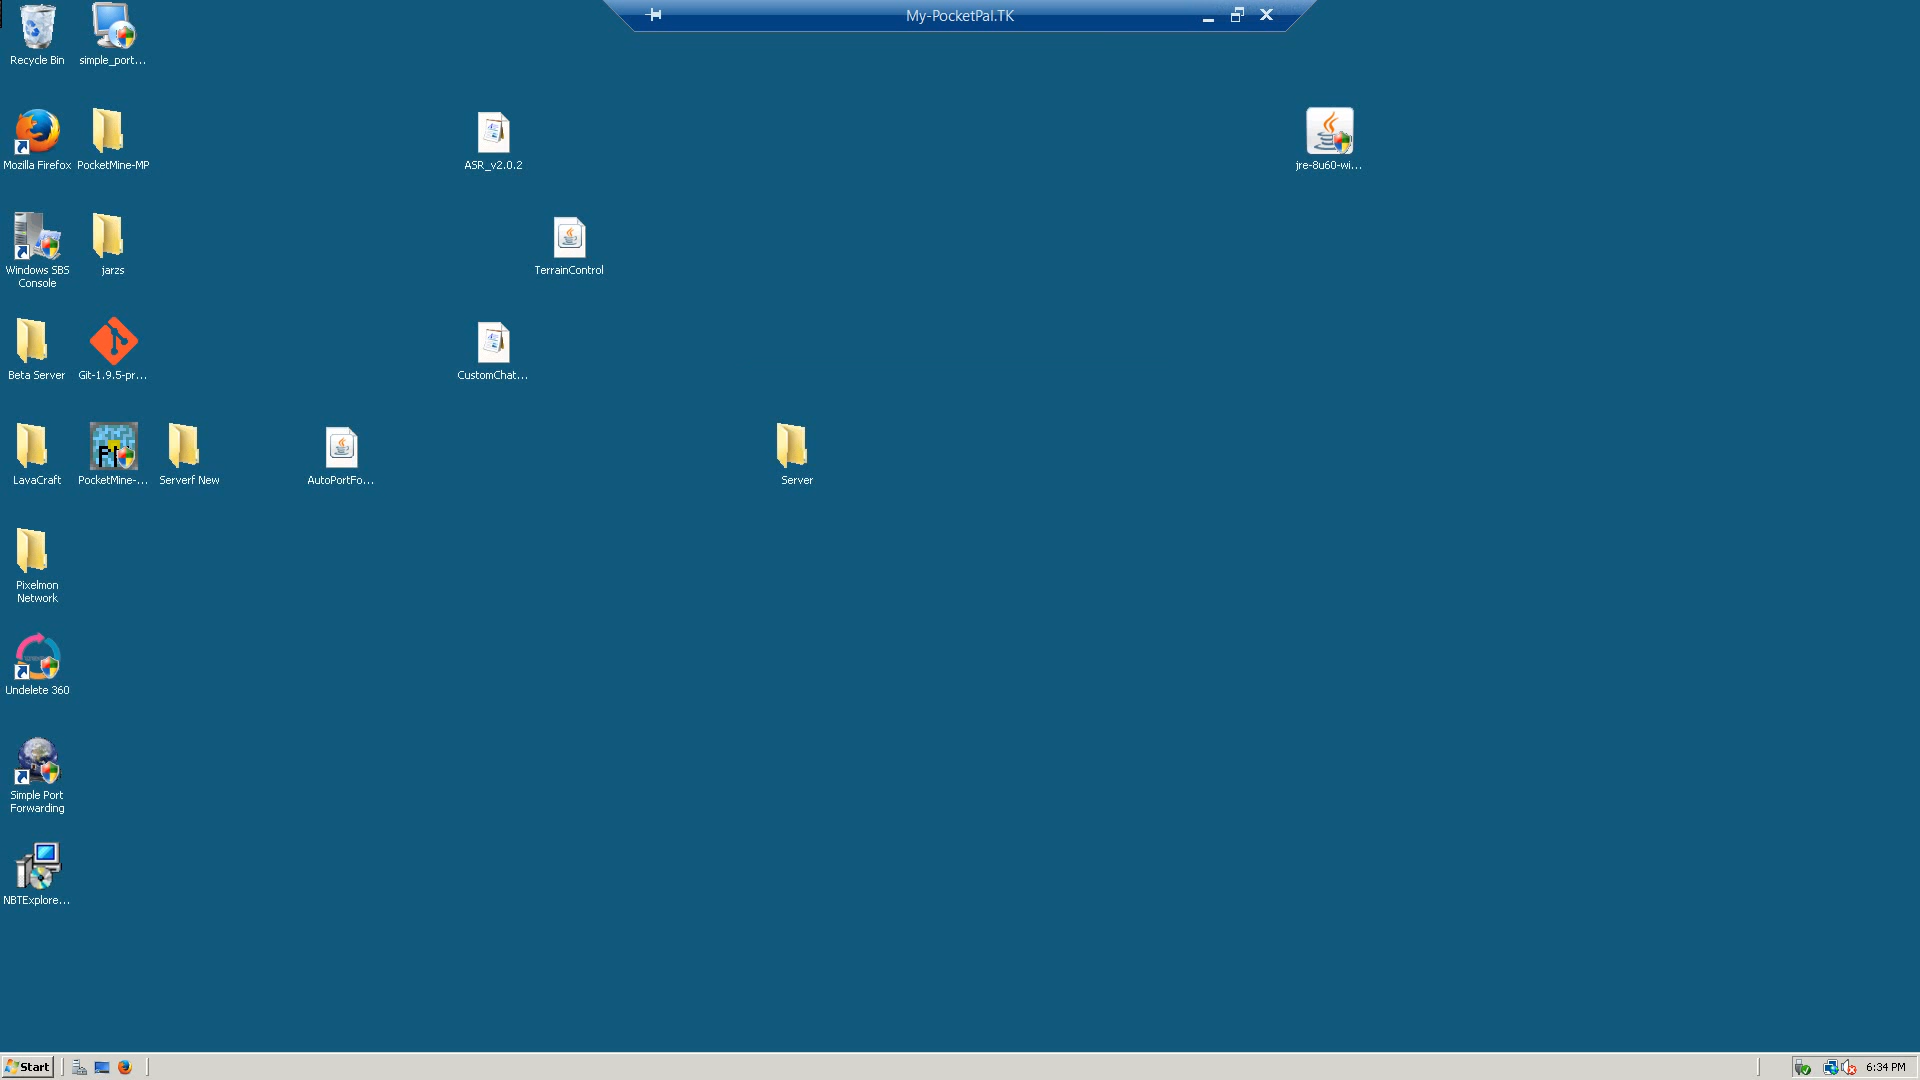 My-PocketPal.TK
Recycle Bin
simple_port...
Mozilla Firefox
PocketMine-MP
ASR_v2.0.2
jre-8u60-wi...
Windows SBS
Console
jarzs
TerrainControl
Beta Server
Git-1.9.5-pr...
CustomChat...
LavaCraft
PocketMine-...
Serverf New
AutoPortFo...
Server
Pixelmon
Network
Undelete 360
Simple Port
Forwarding
NBTExplore...
Start
6:34 PM